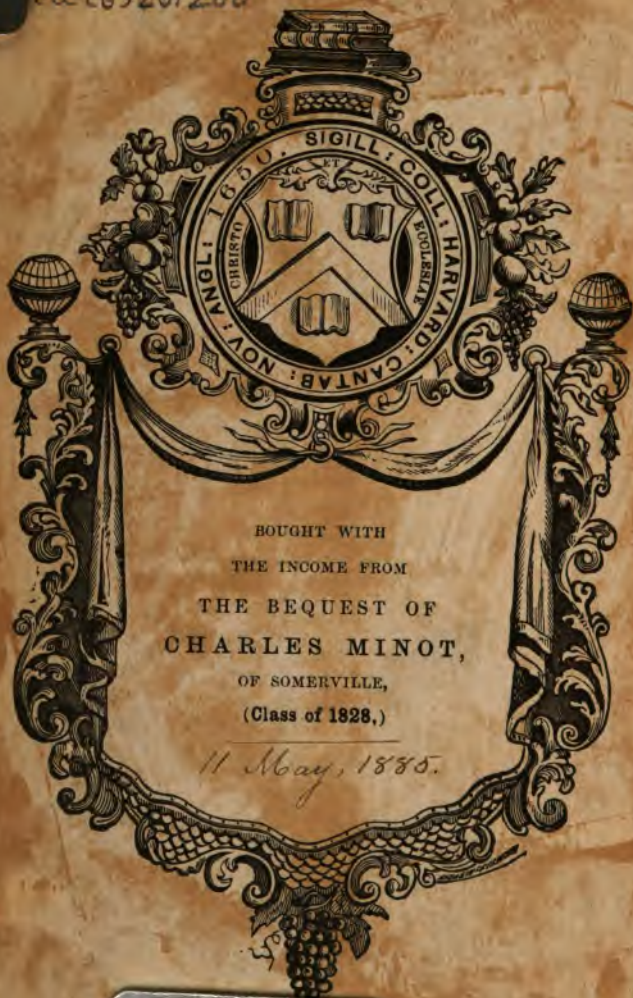 SIGILL: COLL: HARVARD: CANTAB: NOV: ANGL: 1650.
ET
CHRISTO
ECCLESIAE
BOUGHT WITH
THE INCOME FROM
THE BEQUEST OF
CHARLES MINOT,
OF SOMERVILLE,
(Class of 1828,)
11 May, 1885.